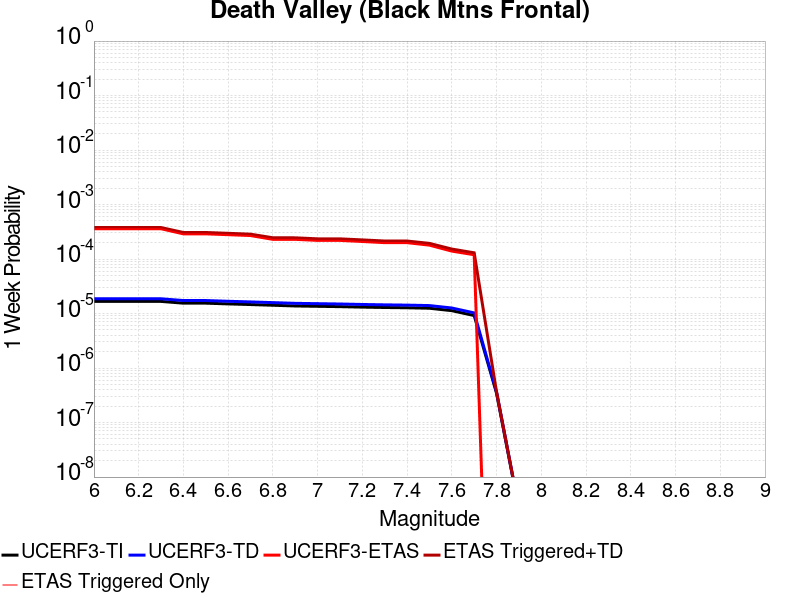 Death Valley (Black Mtns Frontal)
10^0
10^-1
10^-2
10^-3
10^-4
10^-5
10^-6
10^-7
10^-8
1 Week Probability
6 6.2 6.4 6.6 6.8 7 7.2 7.4 7.6 7.8 8 8.2 8.4 8.6 8.8 9
Magnitude
UCERF3-TI UCERF3-TD UCERF3-ETAS ETAS Triggered+TD
ETAS Triggered Only